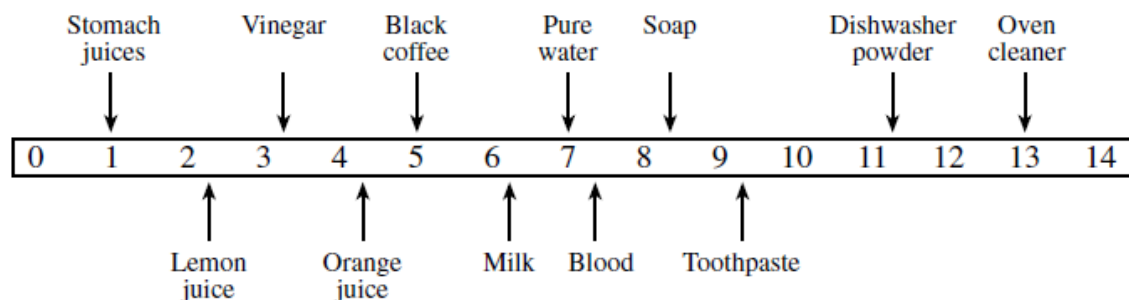 Stomach juices
Vinegar
Black coffee
Pure water
Soap
Dishwasher powder
Oven cleaner
0 1 2 3 4 5 6 7 8 9 10 11 12 13 14
Lemon juice
Orange juice
Milk
Blood
Toothpaste